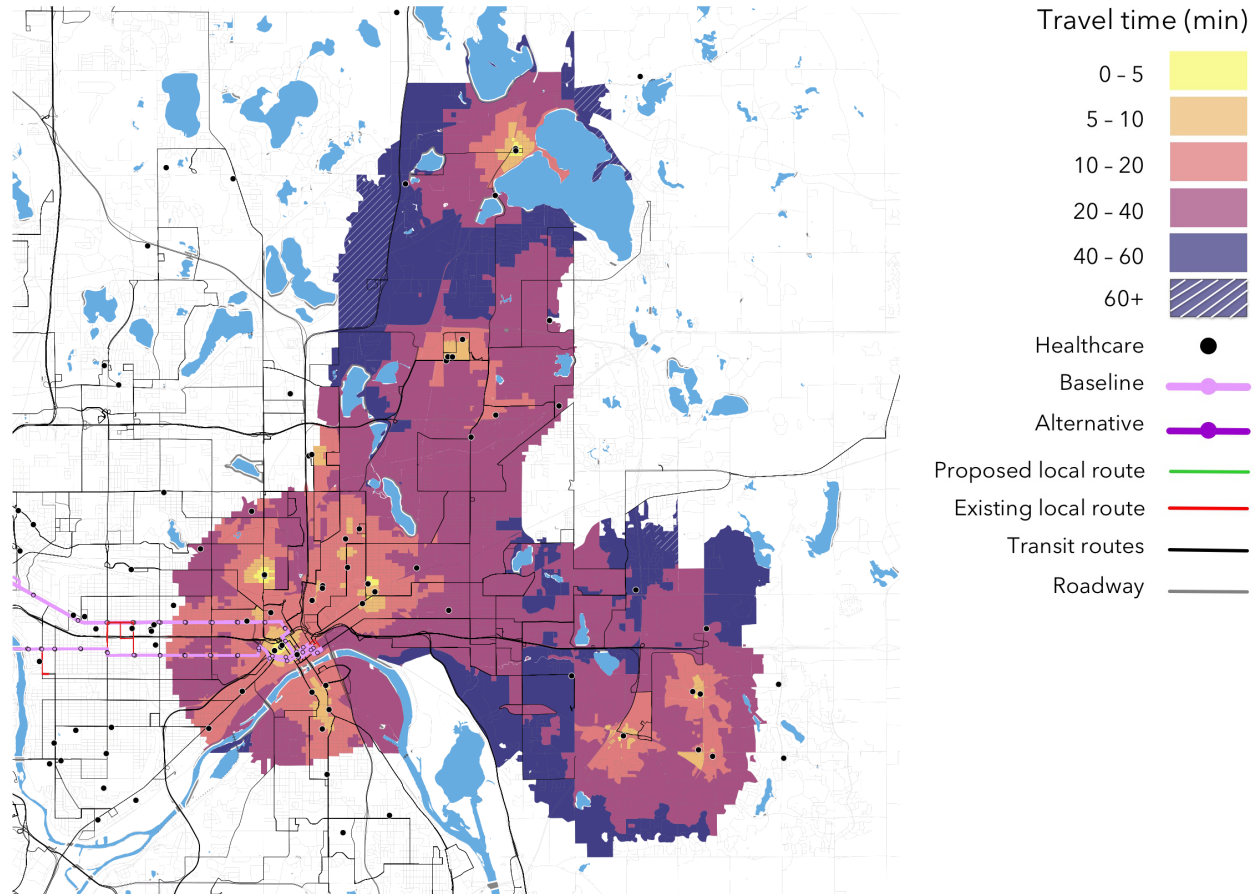 Travel time (min)
0 – 5
5 – 10
10 – 20
20 – 40
40 – 60
60+
Healthcare
Baseline
Alternative
Proposed local route
Existing local route
Transit routes
Roadway